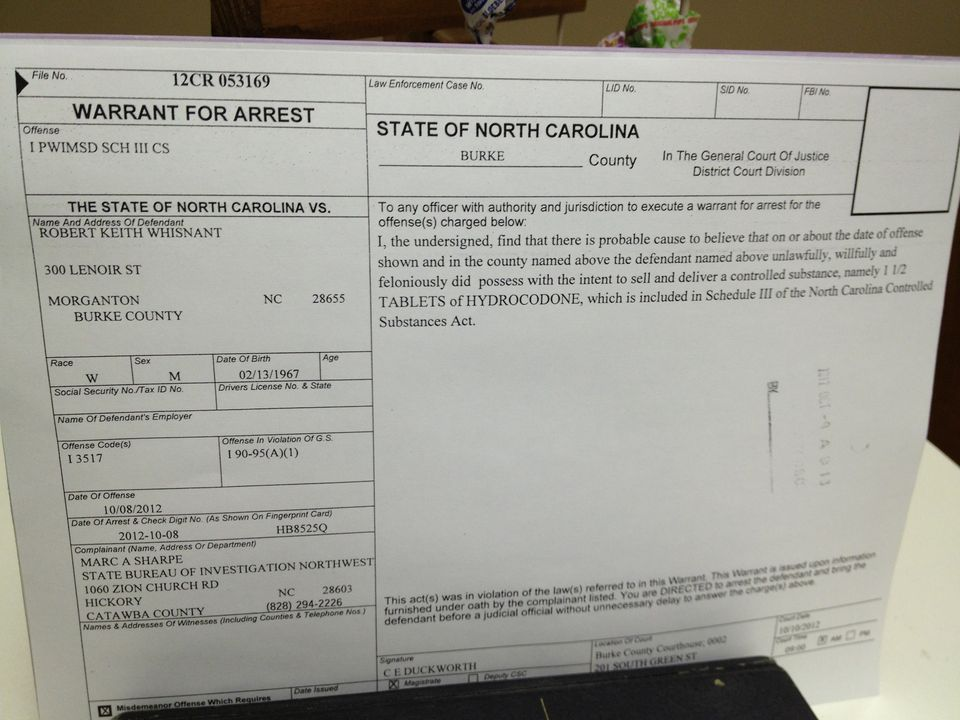 File No.
12CR 053169
Law Enforcement Case No.
LID No.
SID No.
FBI No.
WARRANT FOR ARREST
Offense
I PWIMSD SCH III CS
STATE OF NORTH CAROLINA
BURKE County
In The General Court Of Justice
District Court Division
THE STATE OF NORTH CAROLINA VS.
Name And Address Of Defendant
ROBERT KEITH WHISNANT
300 LENOIR ST
MORGANTON NC 28655
BURKE COUNTY
Race
W
Sex
M
Date Of Birth
02/13/1967
Age
Social Security No./Tax ID No.
Drivers License No. & State
Name Of Defendant's Employer
Offense Code(s)
I 3517
Offense In Violation Of G.S.
I 90-95(A)(1)
Date Of Offense
10/08/2012
Date Of Arrest & Check Digit No. (As Shown On Fingerprint Card)
2012-10-08 HB8525Q
Complainant (Name, Address Or Department)
MARC A SHARPE
STATE BUREAU OF INVESTIGATION NORTHWEST
1060 ZION CHURCH RD
HICKORY NC 28603
CATAWBA COUNTY (828) 294-2226
Names & Addresses Of Witnesses (Including Counties & Telephone Nos.)
Misdemeanor Offense Which Requires
Date Issued
To any officer with authority and jurisdiction to execute a warrant for arrest for the
offense(s) charged below:
I, the undersigned, find that there is probable cause to believe that on or about the date of offense
shown and in the county named above the defendant named above unlawfully, willfully and
feloniously did possess with the intent to sell and deliver a controlled substance, namely 1 1/2
TABLETS of HYDROCODONE, which is included in Schedule III of the North Carolina Controlled
Substances Act.
BY
This act(s) was in violation of the law(s) referred to in this Warrant. This Warrant is issued upon information
furnished under oath by the complainant listed. You are DIRECTED to arrest the defendant and bring the
defendant before a judicial official without unnecessary delay to answer the charge(s) above.
Signature
C E DUCKWORTH
Magistrate
Deputy CSC
Location Of Court
Burke County Courthouse, 0002
201 SOUTH GREEN ST
Court Date
10/10/2012
Court Time
09:00
AM
PM